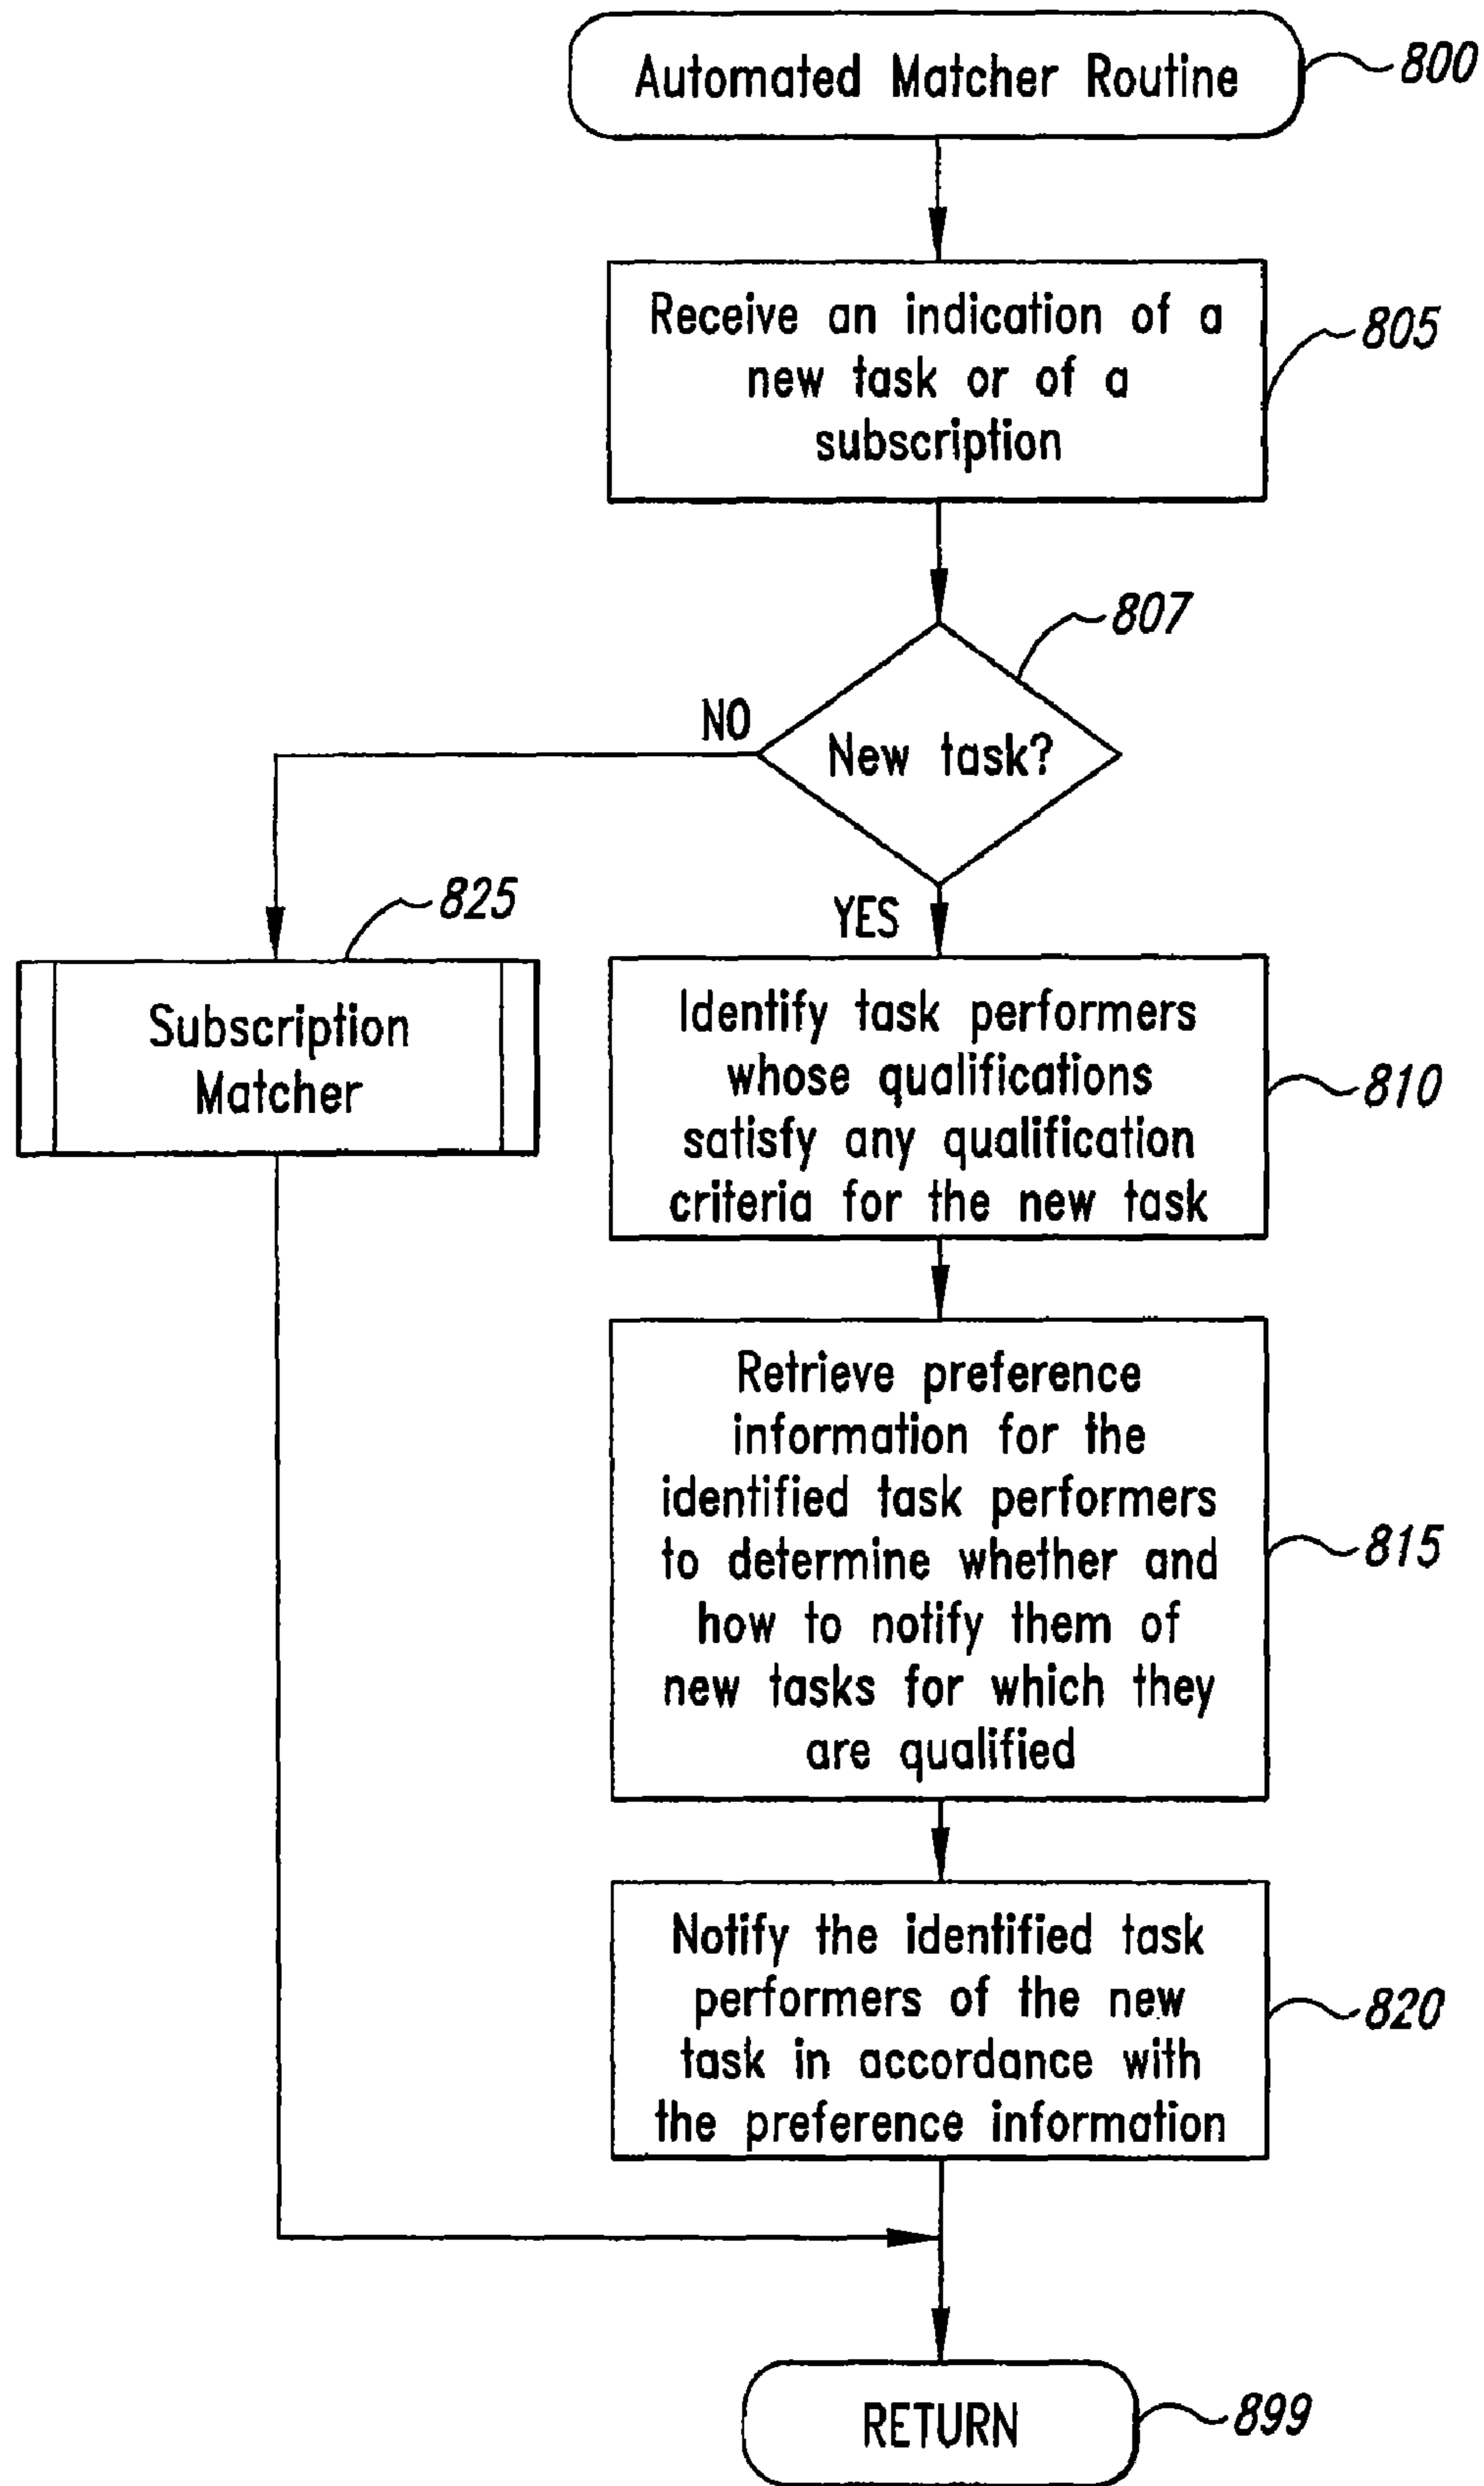 Automated Matcher Routine
800
Receive an indication of a
new task or of a
subscription
805
807
New task?
NO
YES
825
Subscription
Matcher
Identify task performers
whose qualifications
satisfy any qualification
criteria for the new task
810
Retrieve preference
information for the
identified task performers
to determine whether and
how to notify them of
new tasks for which they
are qualified
815
Notify the identified task
performers of the new
task in accordance with
the preference information
820
RETURN
899